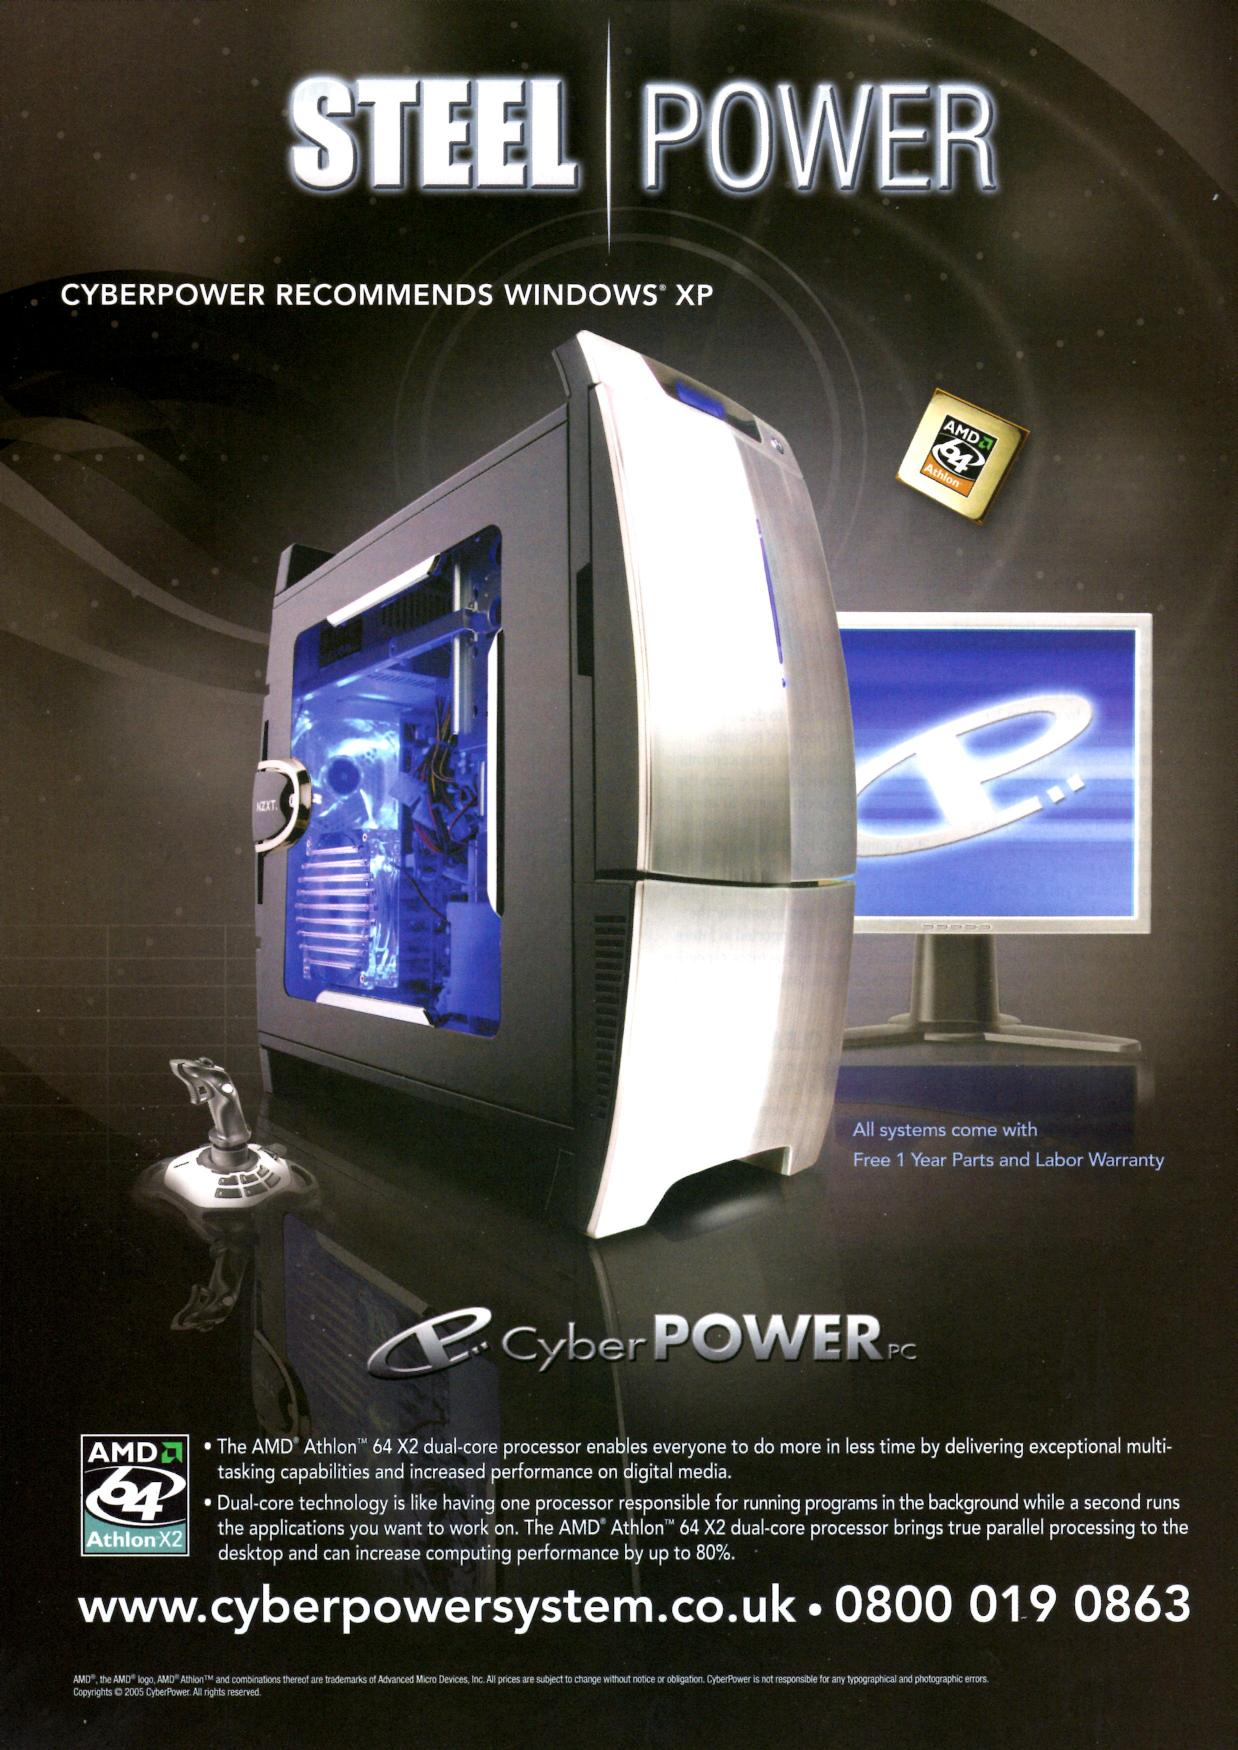 STEEL POWER
CYBERPOWER RECOMMENDS WINDOWS® XP
AMD
64
Athlon™
NZXT.
All systems come with
Free 1 Year Parts and Labor Warranty
CyberPOWER PC
AMD
64
Athlon X2
• The AMD® Athlon™ 64 X2 dual-core processor enables everyone to do more in less time by delivering exceptional multi-
tasking capabilities and increased performance on digital media.
• Dual-core technology is like having one processor responsible for running programs in the background while a second runs
the applications you want to work on. The AMD® Athlon™ 64 X2 dual-core processor brings true parallel processing to the
desktop and can increase computing performance by up to 80%.
www.cyberpowersystem.co.uk • 0800 019 0863
AMD®, the AMD® logo, AMD® Athlon™ and combinations thereof are trademarks of Advanced Micro Devices, Inc. All prices are subject to change without notice or obligation. CyberPower is not responsible for any typographical and photographic errors.
Copyrights © 2005 CyberPower. All rights reserved.